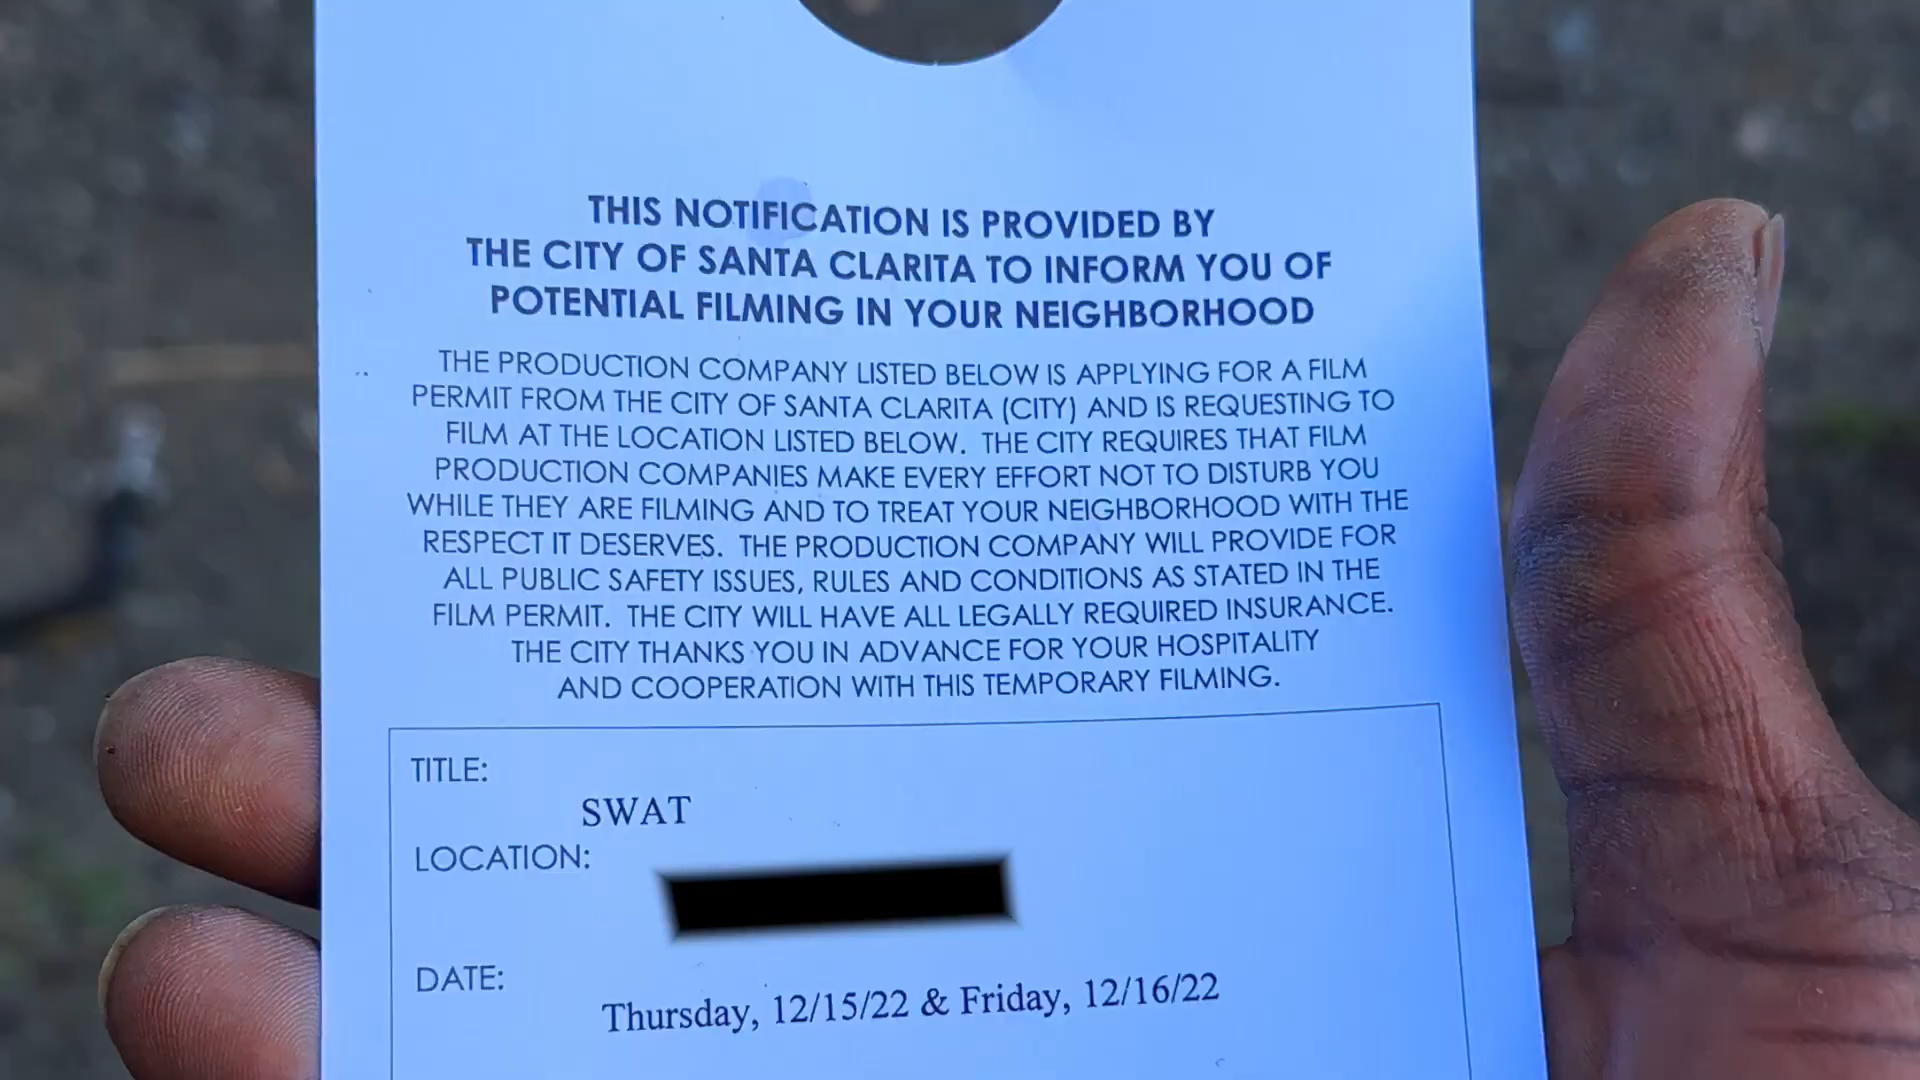 THIS NOTIFICATION IS PROVIDED BY
THE CITY OF SANTA CLARITA TO INFORM YOU OF
POTENTIAL FILMING IN YOUR NEIGHBORHOOD
THE PRODUCTION COMPANY LISTED BELOW IS APPLYING FOR A FILM
PERMIT FROM THE CITY OF SANTA CLARITA (CITY) AND IS REQUESTING TO
FILM AT THE LOCATION LISTED BELOW. THE CITY REQUIRES THAT FILM
PRODUCTION COMPANIES MAKE EVERY EFFORT NOT TO DISTURB YOU
WHILE THEY ARE FILMING AND TO TREAT YOUR NEIGHBORHOOD WITH THE
RESPECT IT DESERVES. THE PRODUCTION COMPANY WILL PROVIDE FOR
ALL PUBLIC SAFETY ISSUES, RULES AND CONDITIONS AS STATED IN THE
FILM PERMIT. THE CITY WILL HAVE ALL LEGALLY REQUIRED INSURANCE.
THE CITY THANKS YOU IN ADVANCE FOR YOUR HOSPITALITY
AND COOPERATION WITH THIS TEMPORARY FILMING.
TITLE:
SWAT
LOCATION:
DATE:
Thursday, 12/15/22 & Friday, 12/16/22